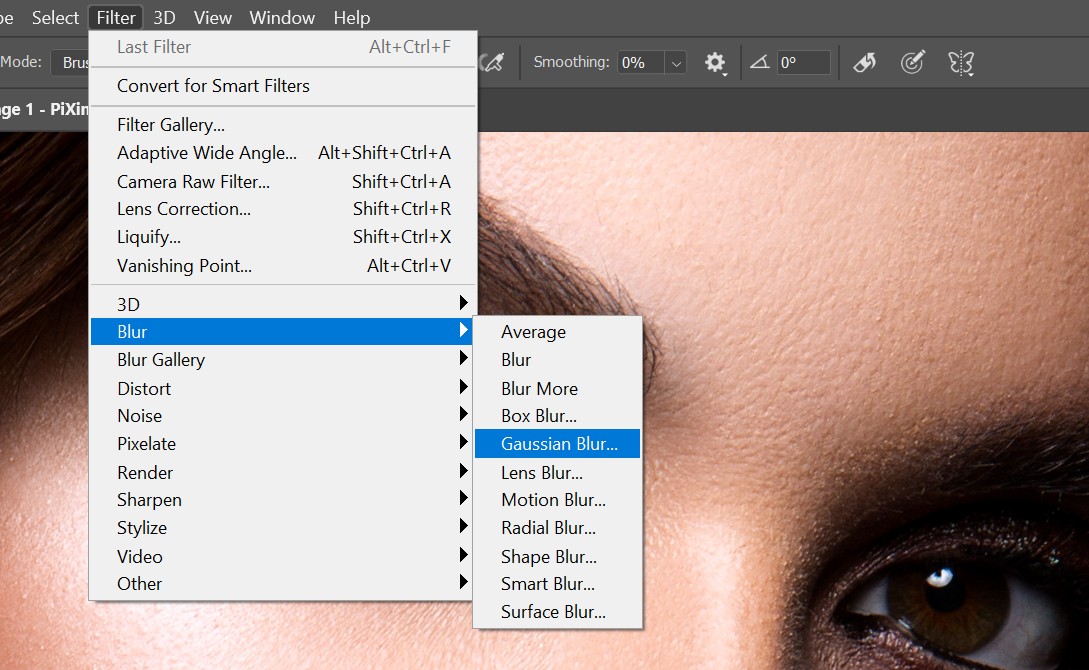 pe Select Filter 3D View Window Help
Mode: Brus Smoothing: 0% 0°
age 1 - PiXin
Last Filter Alt+Ctrl+F
Convert for Smart Filters
Filter Gallery...
Adaptive Wide Angle... Alt+Shift+Ctrl+A
Camera Raw Filter... Shift+Ctrl+A
Lens Correction... Shift+Ctrl+R
Liquify... Shift+Ctrl+X
Vanishing Point... Alt+Ctrl+V
3D
Blur
Blur Gallery
Distort
Noise
Pixelate
Render
Sharpen
Stylize
Video
Other
Average
Blur
Blur More
Box Blur...
Gaussian Blur...
Lens Blur...
Motion Blur...
Radial Blur...
Shape Blur...
Smart Blur...
Surface Blur...